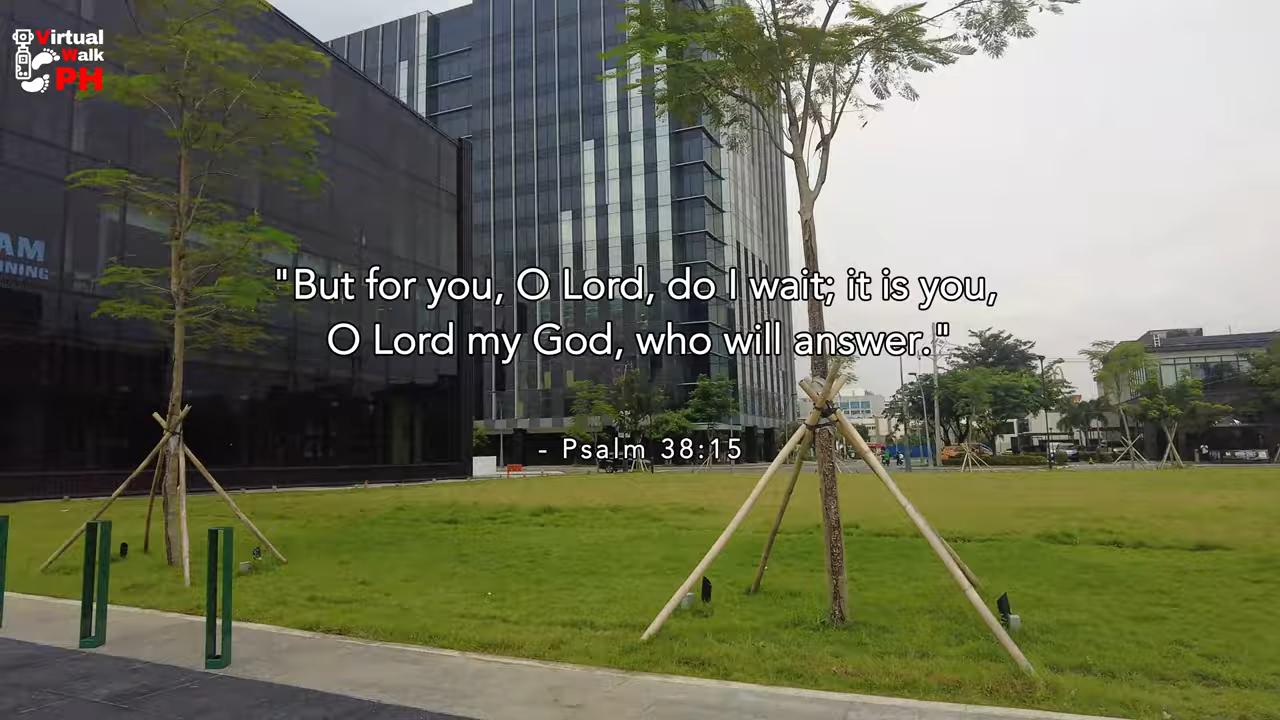 Virtual
Walk
PH
AM
"But for you, O Lord, do I wait; it is you,
O Lord my God, who will answer."
- Psalm 38:15